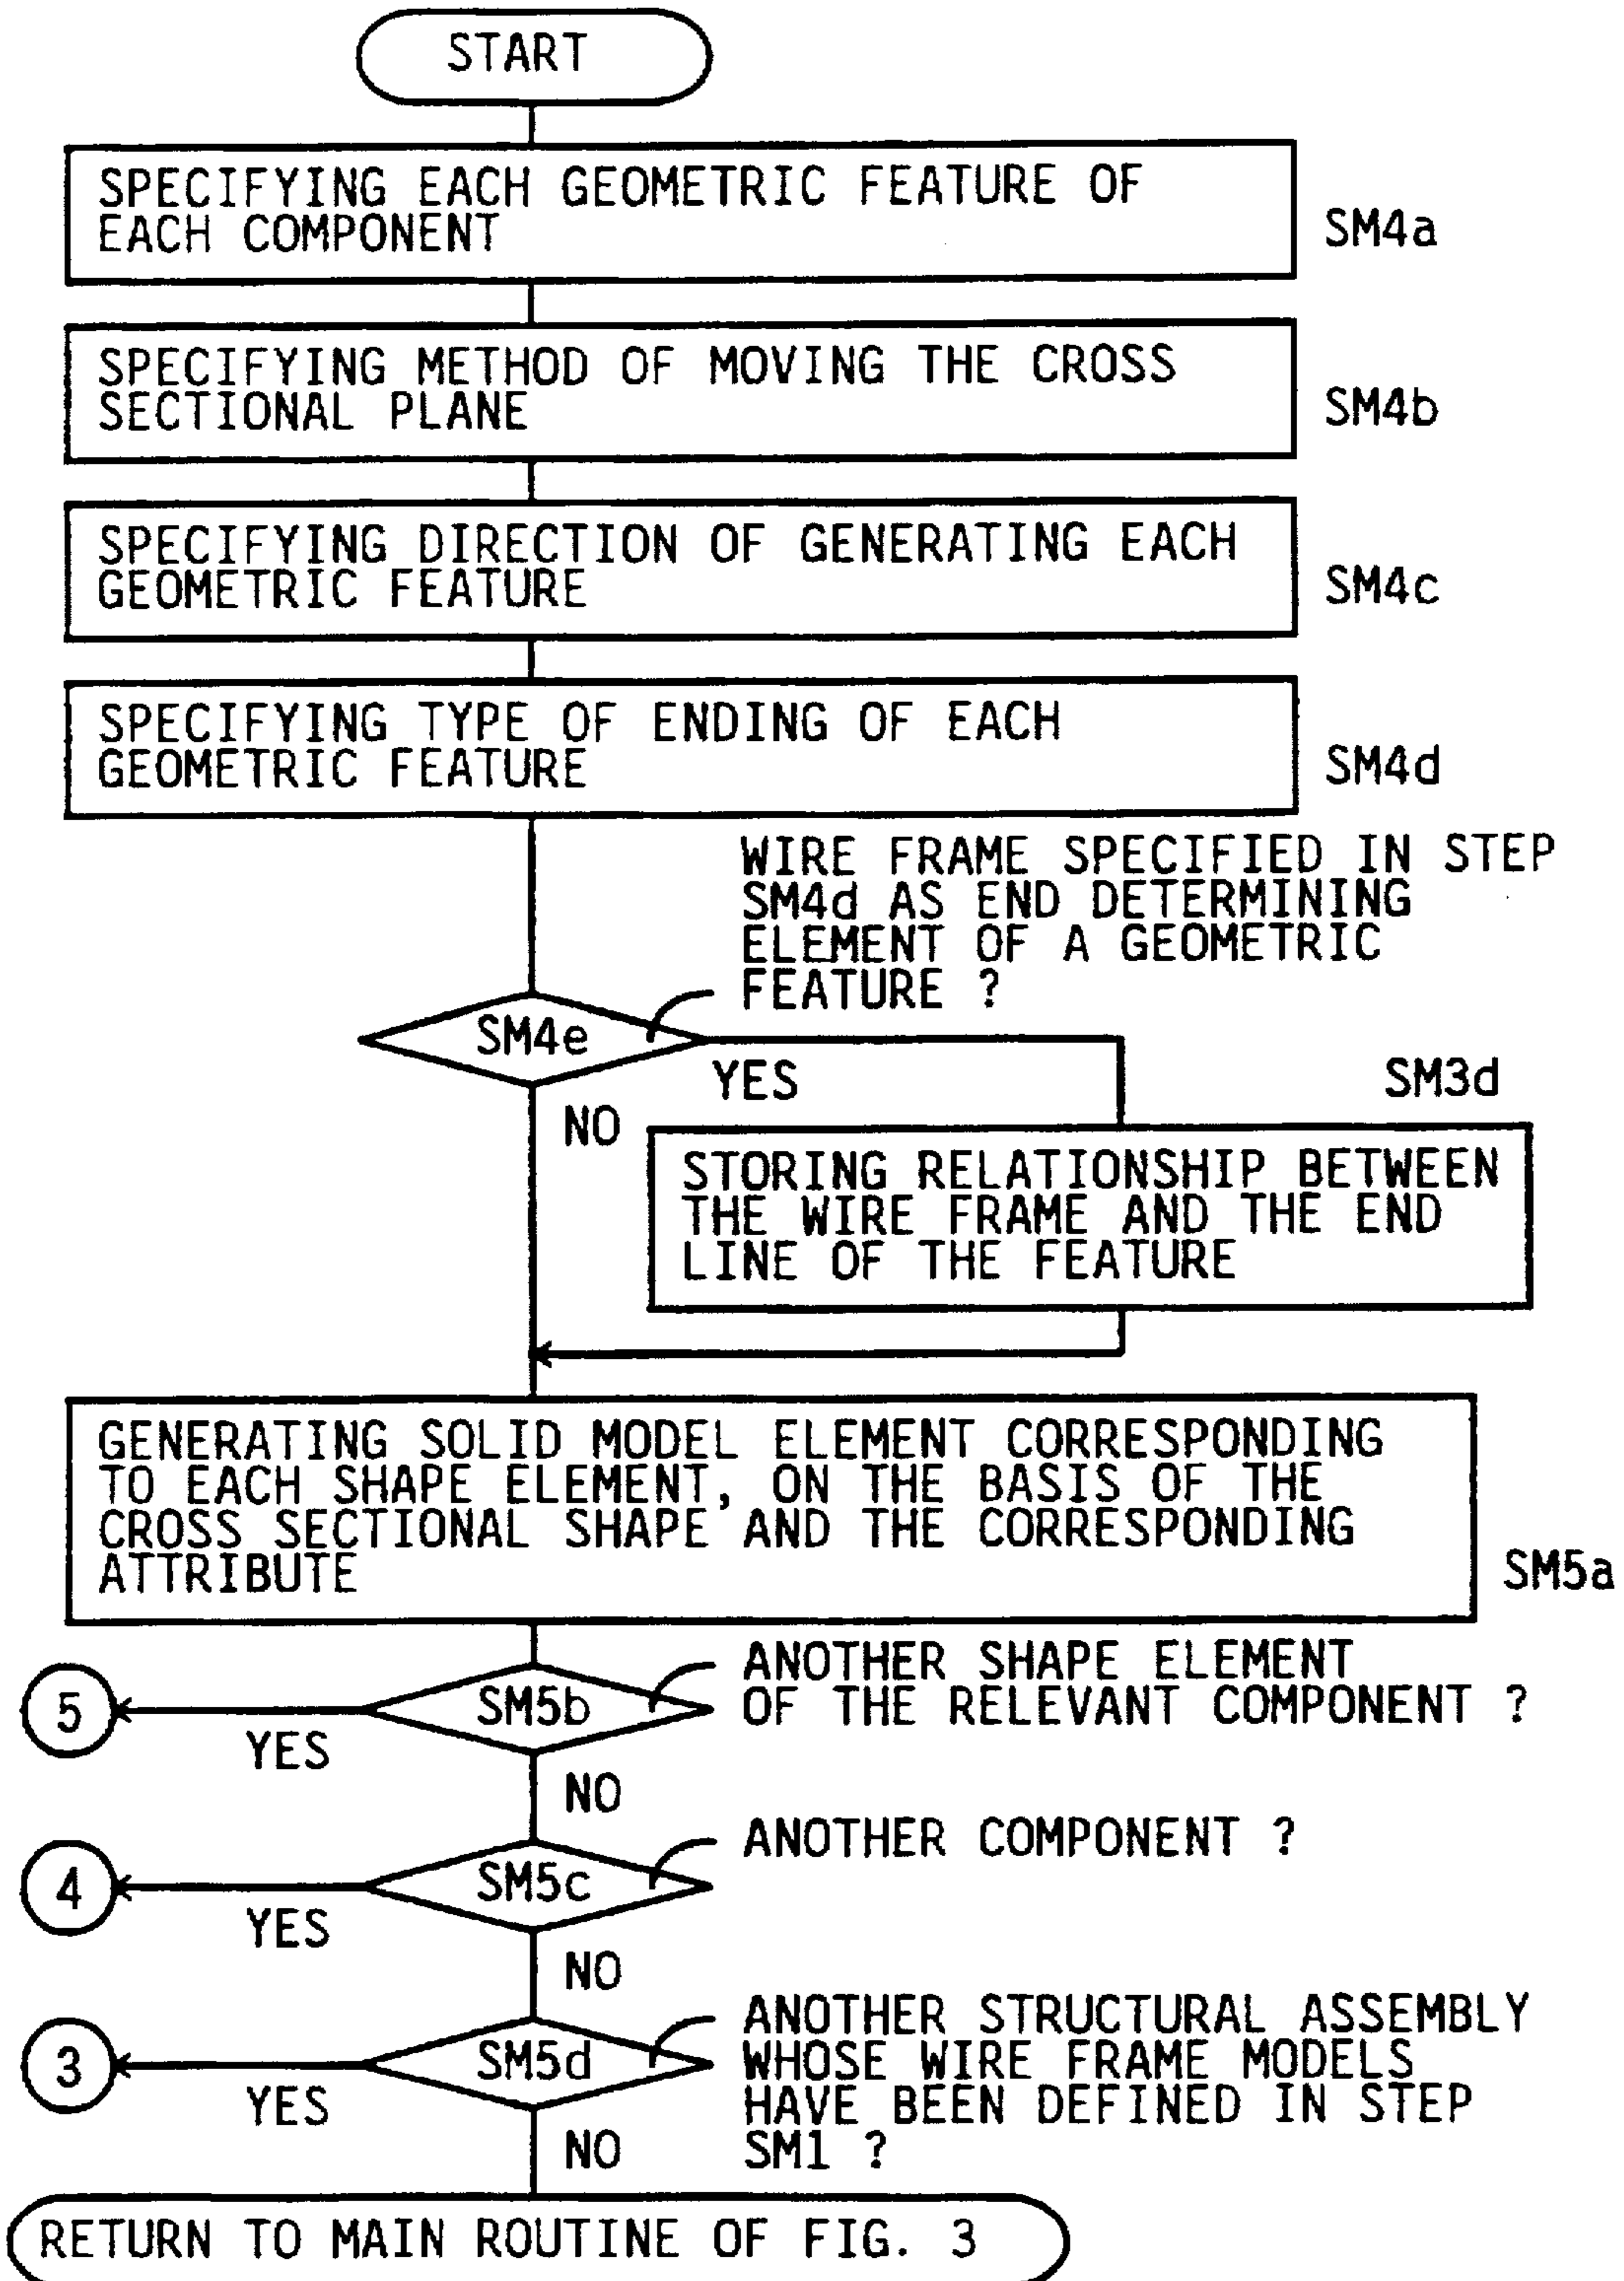 START
SPECIFYING EACH GEOMETRIC FEATURE OF
EACH COMPONENT
SM4a
SPECIFYING METHOD OF MOVING THE CROSS
SECTIONAL PLANE
SM4b
SPECIFYING DIRECTION OF GENERATING EACH
GEOMETRIC FEATURE
SM4c
SPECIFYING TYPE OF ENDING OF EACH
GEOMETRIC FEATURE
SM4d
WIRE FRAME SPECIFIED IN STEP
SM4d AS END DETERMINING
ELEMENT OF A GEOMETRIC
FEATURE ?
SM4e
YES
NO
SM3d
STORING RELATIONSHIP BETWEEN
THE WIRE FRAME AND THE END
LINE OF THE FEATURE
GENERATING SOLID MODEL ELEMENT CORRESPONDING
TO EACH SHAPE ELEMENT, ON THE BASIS OF THE
CROSS SECTIONAL SHAPE AND THE CORRESPONDING
ATTRIBUTE
SM5a
ANOTHER SHAPE ELEMENT
OF THE RELEVANT COMPONENT ?
SM5b
5
YES
NO
ANOTHER COMPONENT ?
SM5c
4
YES
NO
ANOTHER STRUCTURAL ASSEMBLY
WHOSE WIRE FRAME MODELS
HAVE BEEN DEFINED IN STEP
SM1 ?
SM5d
3
YES
NO
RETURN TO MAIN ROUTINE OF FIG. 3